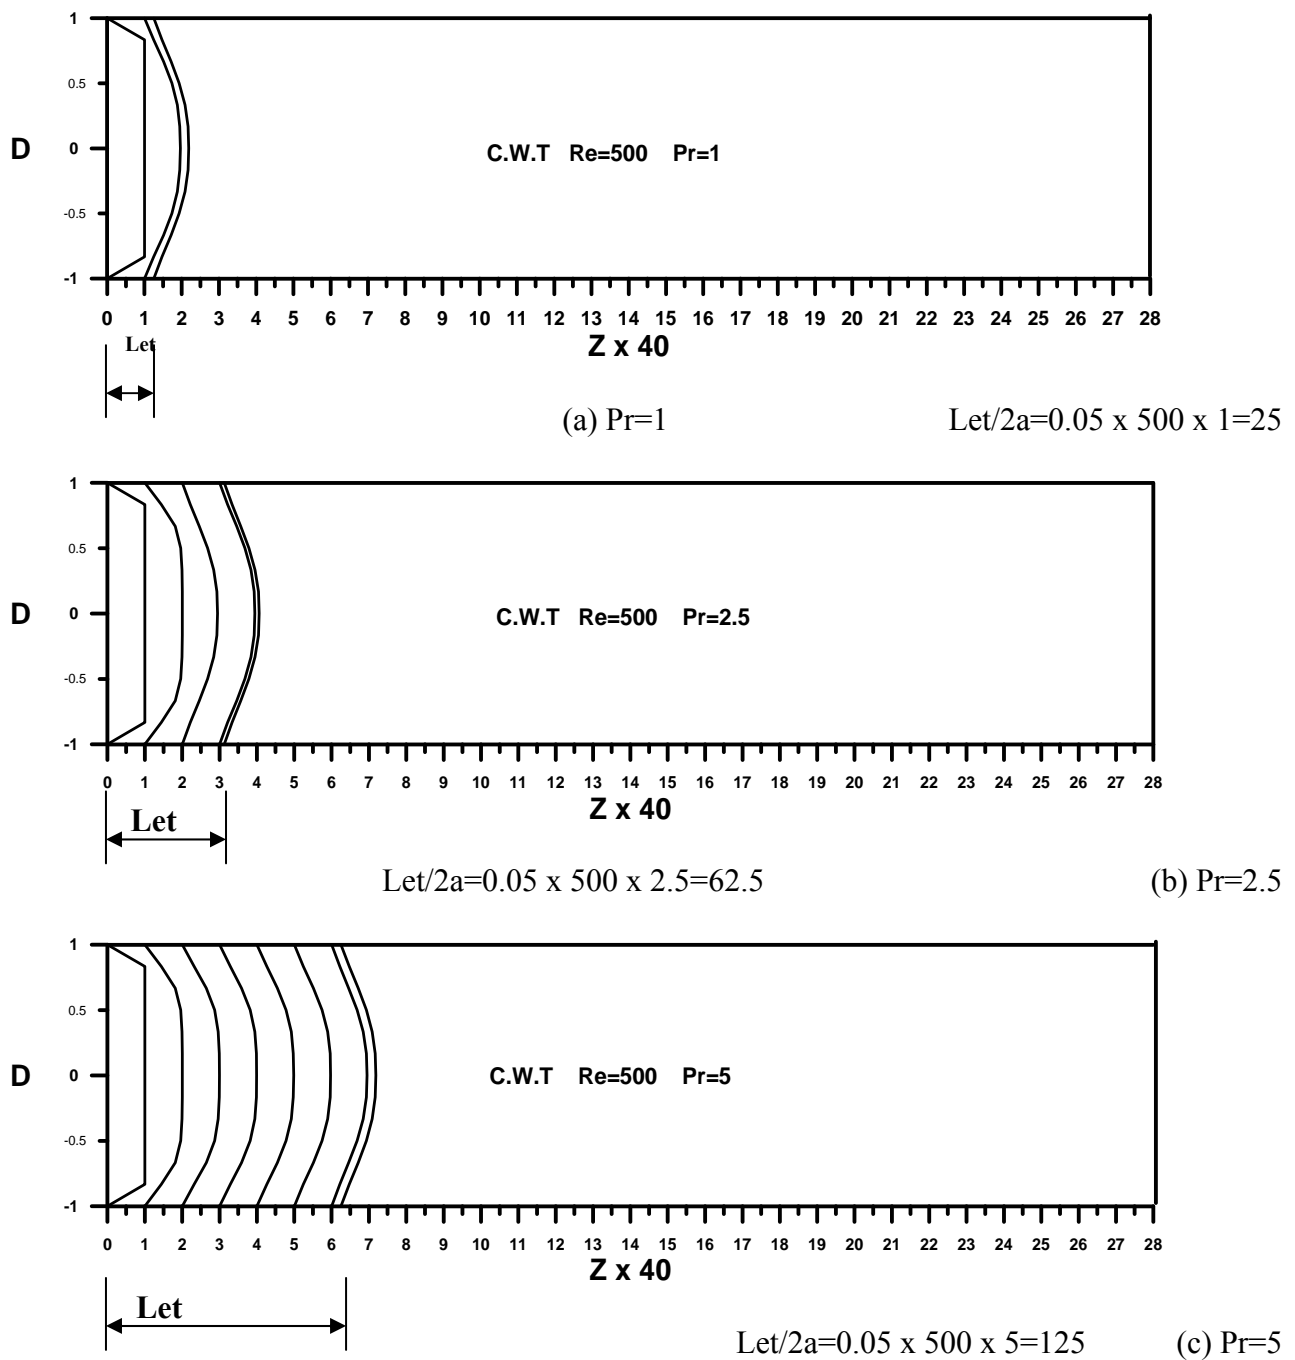 1
0.5
D
0
C.W.T Re=500 Pr=1
-0.5
-1
0 1 2 3 4 5 6 7 8 9 10 11 12 13 14 15 16 17 18 19 20 21 22 23 24 25 26 27 28
Let
Z x 40
(a) Pr=1
Let/2a=0.05 x 500 x 1=25
1
0.5
D
0
C.W.T Re=500 Pr=2.5
-0.5
-1
0 1 2 3 4 5 6 7 8 9 10 11 12 13 14 15 16 17 18 19 20 21 22 23 24 25 26 27 28
Let
Z x 40
Let/2a=0.05 x 500 x 2.5=62.5
(b) Pr=2.5
1
0.5
D
0
C.W.T Re=500 Pr=5
-0.5
-1
0 1 2 3 4 5 6 7 8 9 10 11 12 13 14 15 16 17 18 19 20 21 22 23 24 25 26 27 28
Z x 40
Let
Let/2a=0.05 x 500 x 5=125
(c) Pr=5